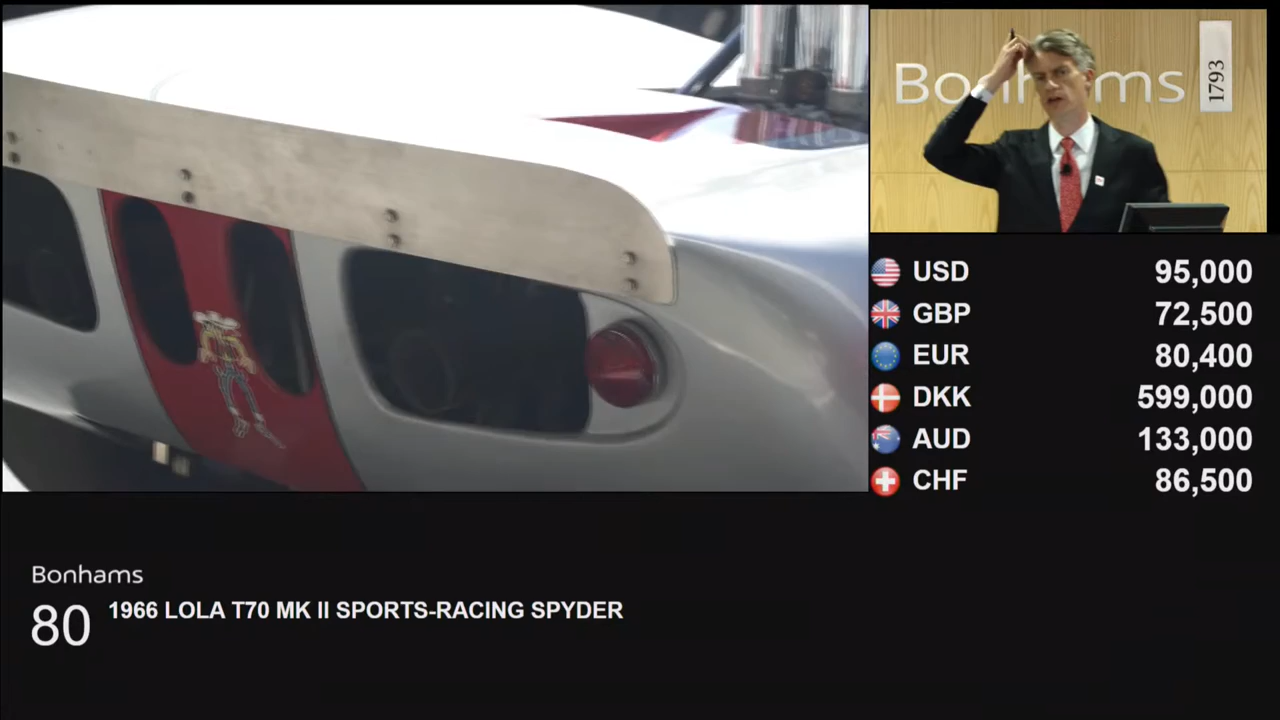 Bonhams
1793
USD 95,000
GBP 72,500
EUR 80,400
DKK 599,000
AUD 133,000
CHF 86,500
Bonhams
80 1966 LOLA T70 MK II SPORTS-RACING SPYDER